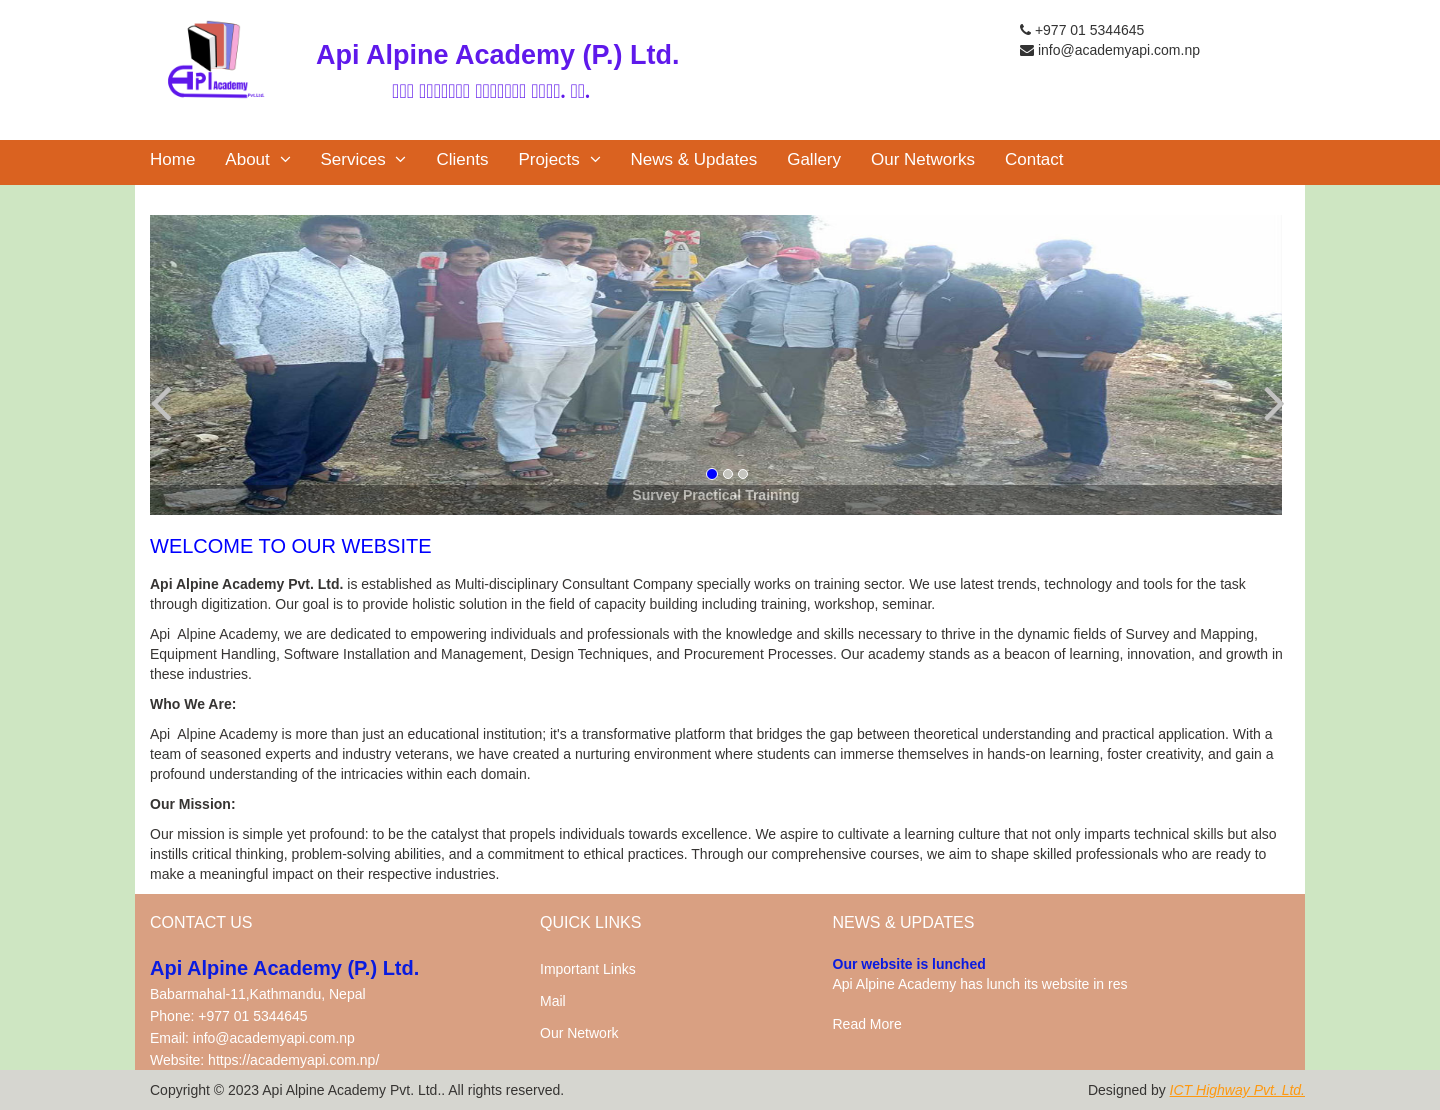 API Academy Pvt.Ltd.
Api Alpine Academy (P.) Ltd.
+977 01 5344645
info@academyapi.com.np
Home About Services Clients Projects News & Updates Gallery Our Networks Contact
Survey Practical Training
WELCOME TO OUR WEBSITE
Api Alpine Academy Pvt. Ltd. is established as Multi-disciplinary Consultant Company specially works on training sector. We use latest trends, technology and tools for the task
through digitization. Our goal is to provide holistic solution in the field of capacity building including training, workshop, seminar.
Api  Alpine Academy, we are dedicated to empowering individuals and professionals with the knowledge and skills necessary to thrive in the dynamic fields of Survey and Mapping,
Equipment Handling, Software Installation and Management, Design Techniques, and Procurement Processes. Our academy stands as a beacon of learning, innovation, and growth in
these industries.
Who We Are:
Api  Alpine Academy is more than just an educational institution; it's a transformative platform that bridges the gap between theoretical understanding and practical application. With a
team of seasoned experts and industry veterans, we have created a nurturing environment where students can immerse themselves in hands-on learning, foster creativity, and gain a
profound understanding of the intricacies within each domain.
Our Mission:
Our mission is simple yet profound: to be the catalyst that propels individuals towards excellence. We aspire to cultivate a learning culture that not only imparts technical skills but also
instills critical thinking, problem-solving abilities, and a commitment to ethical practices. Through our comprehensive courses, we aim to shape skilled professionals who are ready to
make a meaningful impact on their respective industries.
CONTACT US
Api Alpine Academy (P.) Ltd.
Babarmahal-11,Kathmandu, Nepal
Phone: +977 01 5344645
Email: info@academyapi.com.np
Website: https://academyapi.com.np/
QUICK LINKS
Important Links
Mail
Our Network
NEWS & UPDATES
Our website is lunched
Api Alpine Academy has lunch its website in res
Read More
Copyright © 2023 Api Alpine Academy Pvt. Ltd.. All rights reserved.
Designed by ICT Highway Pvt. Ltd.